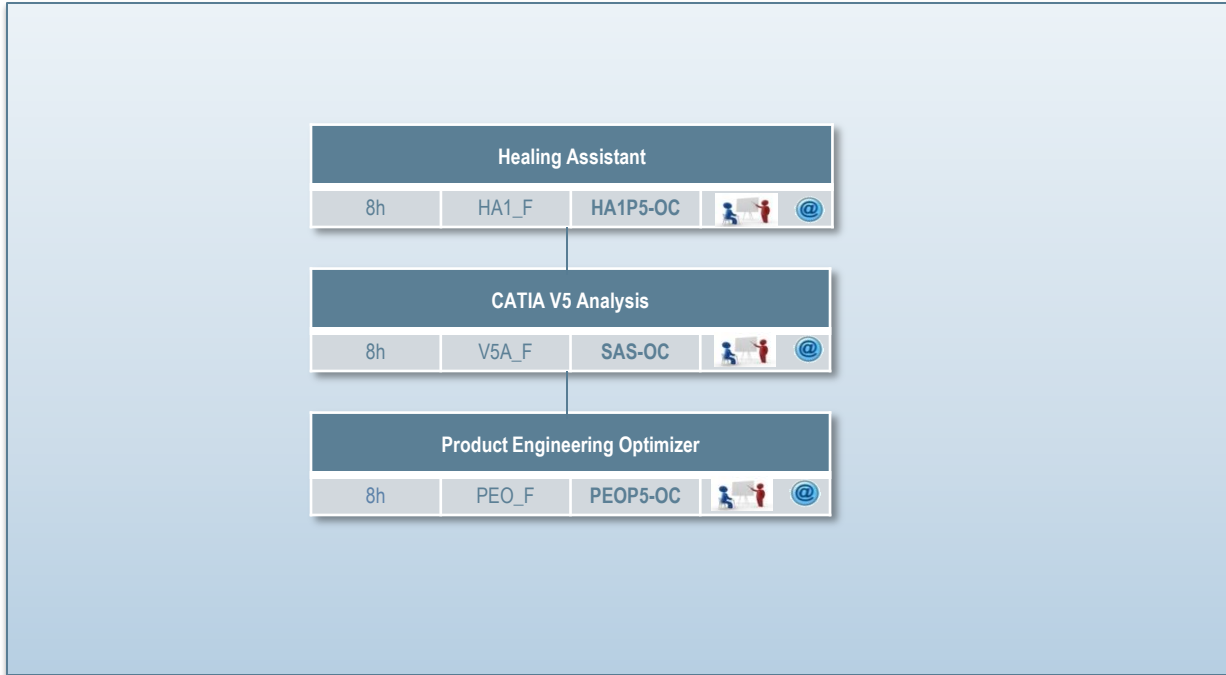 Healing Assistant
8h HA1_F HA1P5-OC @
CATIA V5 Analysis
8h V5A_F SAS-OC @
Product Engineering Optimizer
8h PEO_F PEOP5-OC @